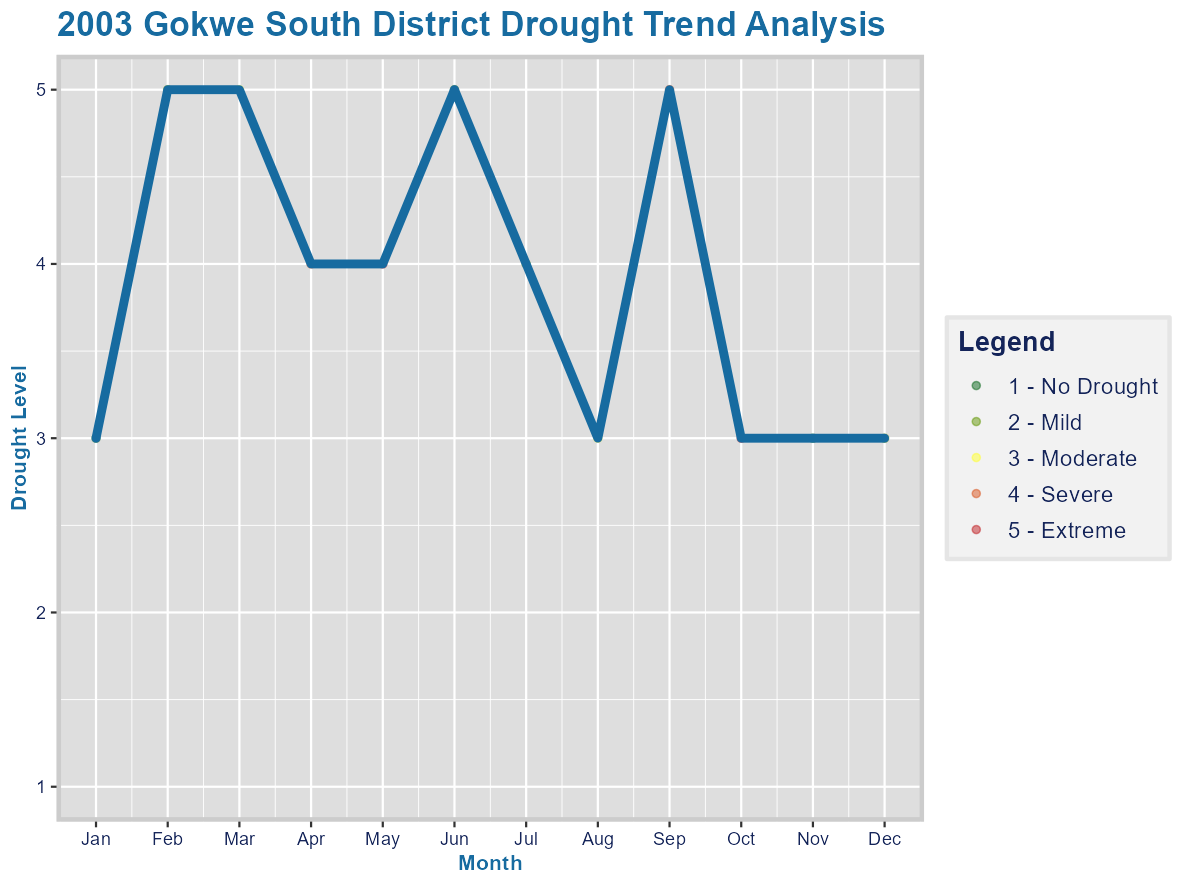 2003 Gokwe South District Drought Trend Analysis
Drought Level
5
4
3
2
1
Jan Feb Mar Apr May Jun Jul Aug Sep Oct Nov Dec
Month
Legend
1 - No Drought
2 - Mild
3 - Moderate
4 - Severe
5 - Extreme